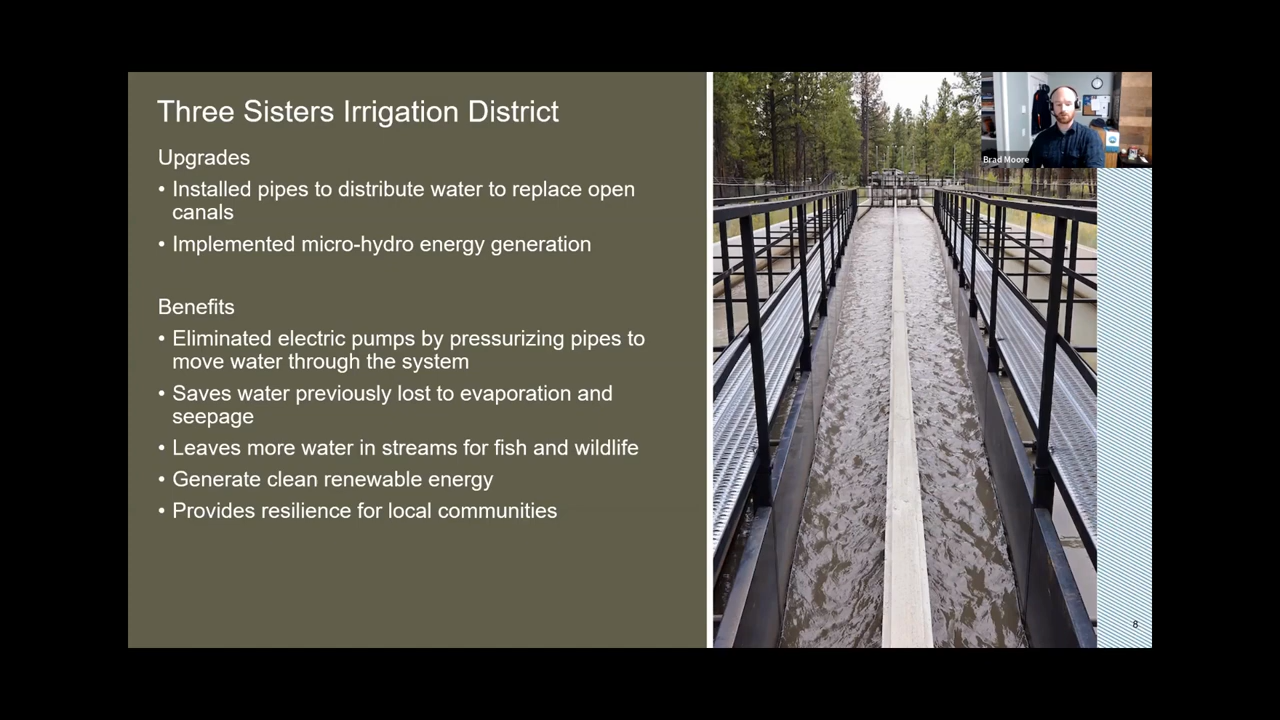 Three Sisters Irrigation District
Upgrades
• Installed pipes to distribute water to replace open
canals
• Implemented micro-hydro energy generation
Benefits
• Eliminated electric pumps by pressurizing pipes to
move water through the system
• Saves water previously lost to evaporation and
seepage
• Leaves more water in streams for fish and wildlife
• Generate clean renewable energy
• Provides resilience for local communities
Brad Moore
8